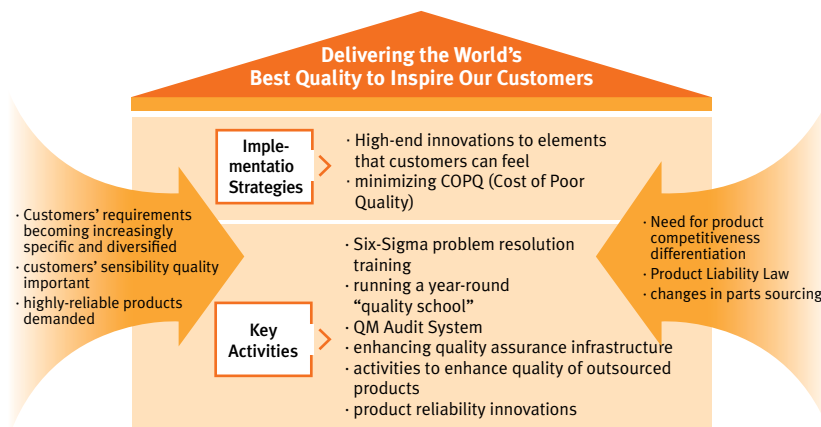 Delivering the World’s
Best Quality to Inspire Our Customers
Imple-
mentatio
Strategies
· High-end innovations to elements
that customers can feel
· minimizing COPQ (Cost of Poor
Quality)
· Customers’ requirements
becoming increasingly
specific and diversified
· customers’ sensibility quality
important
· highly-reliable products
demanded
Key
Activities
· Six-Sigma problem resolution
training
· running a year-round
“quality school”
· QM Audit System
· enhancing quality assurance infrastructure
· activities to enhance quality of outsourced
products
· product reliability innovations
· Need for product
competitiveness
differentiation
· Product Liability Law
· changes in parts sourcing